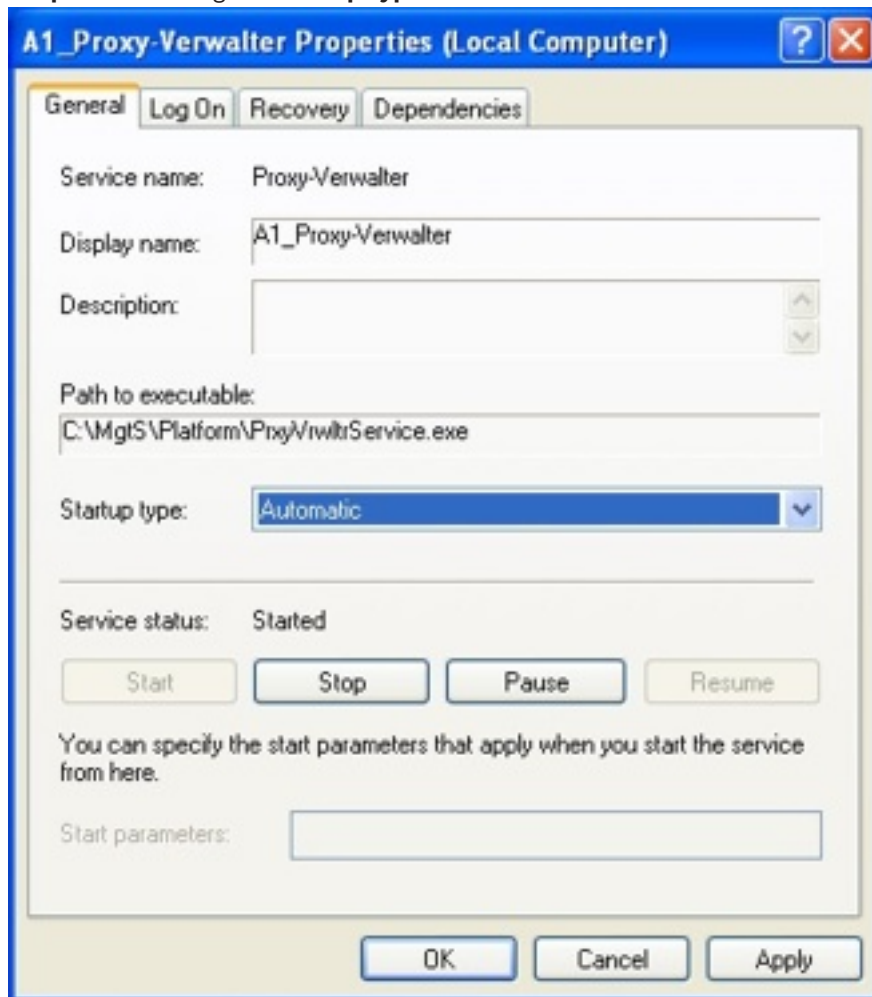 A1_Proxy-Verwalter Properties (Local Computer)
General Log On Recovery Dependencies
Service name: Proxy-Verwalter
Display name: A1_Proxy-Verwalter
Description:
Path to executable:
C:\MgtS\Platform\PrxyVrwltrService.exe
Startup type: Automatic
Service status: Started
Start Stop Pause Resume
You can specify the start parameters that apply when you start the service
from here.
Start parameters:
OK Cancel Apply